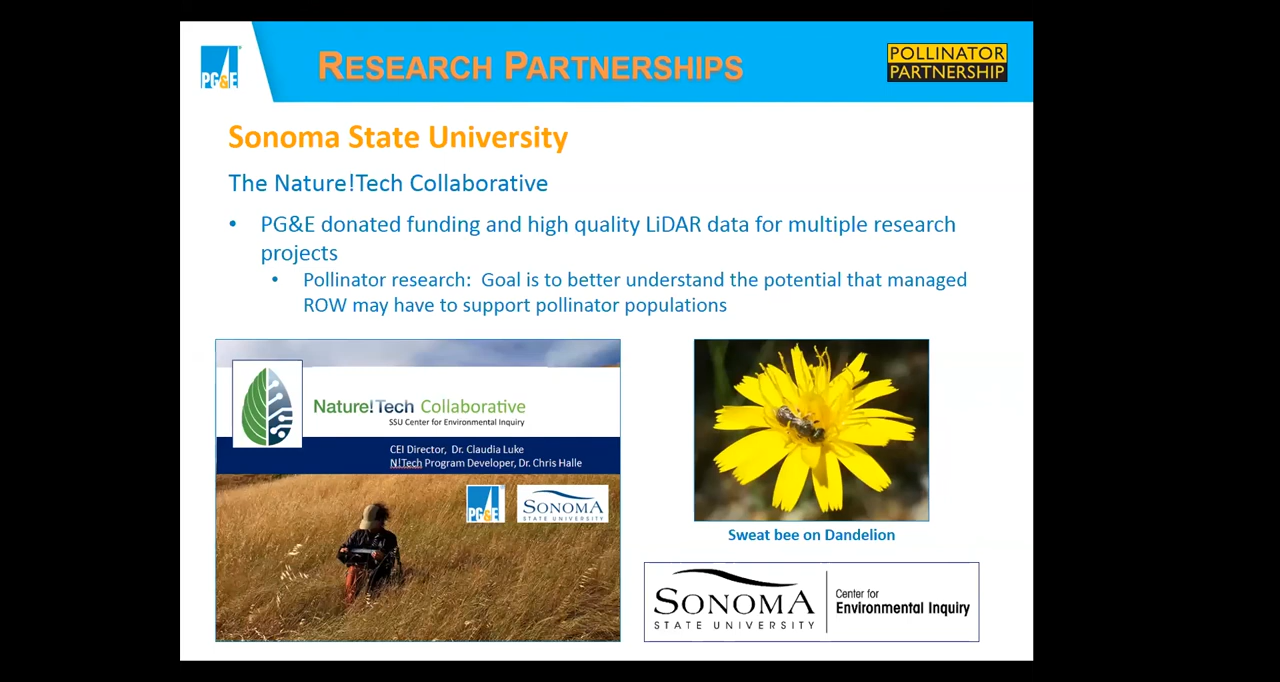 PG&E
RESEARCH PARTNERSHIPS
POLLINATOR
PARTNERSHIP
Sonoma State University
The Nature!Tech Collaborative
• PG&E donated funding and high quality LiDAR data for multiple research
projects
• Pollinator research:  Goal is to better understand the potential that managed
ROW may have to support pollinator populations
Nature!Tech Collaborative
SSU Center for Environmental Inquiry
CEI Director,  Dr. Claudia Luke
N!Tech Program Developer, Dr. Chris Halle
PG&E
SONOMA
STATE UNIVERSITY
Sweat bee on Dandelion
SONOMA
STATE UNIVERSITY
Center for
Environmental Inquiry